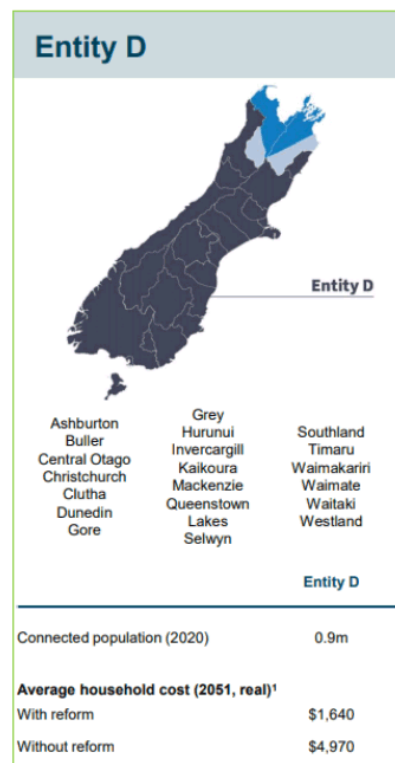 Entity D
Entity D
Ashburton
Buller
Central Otago
Christchurch
Clutha
Dunedin
Gore
Grey
Hurunui
Invercargill
Kaikoura
Mackenzie
Queenstown
Lakes
Selwyn
Southland
Timaru
Waimakariri
Waimate
Waitaki
Westland
Entity D
Connected population (2020) 0.9m
Average household cost (2051, real)¹
With reform $1,640
Without reform $4,970